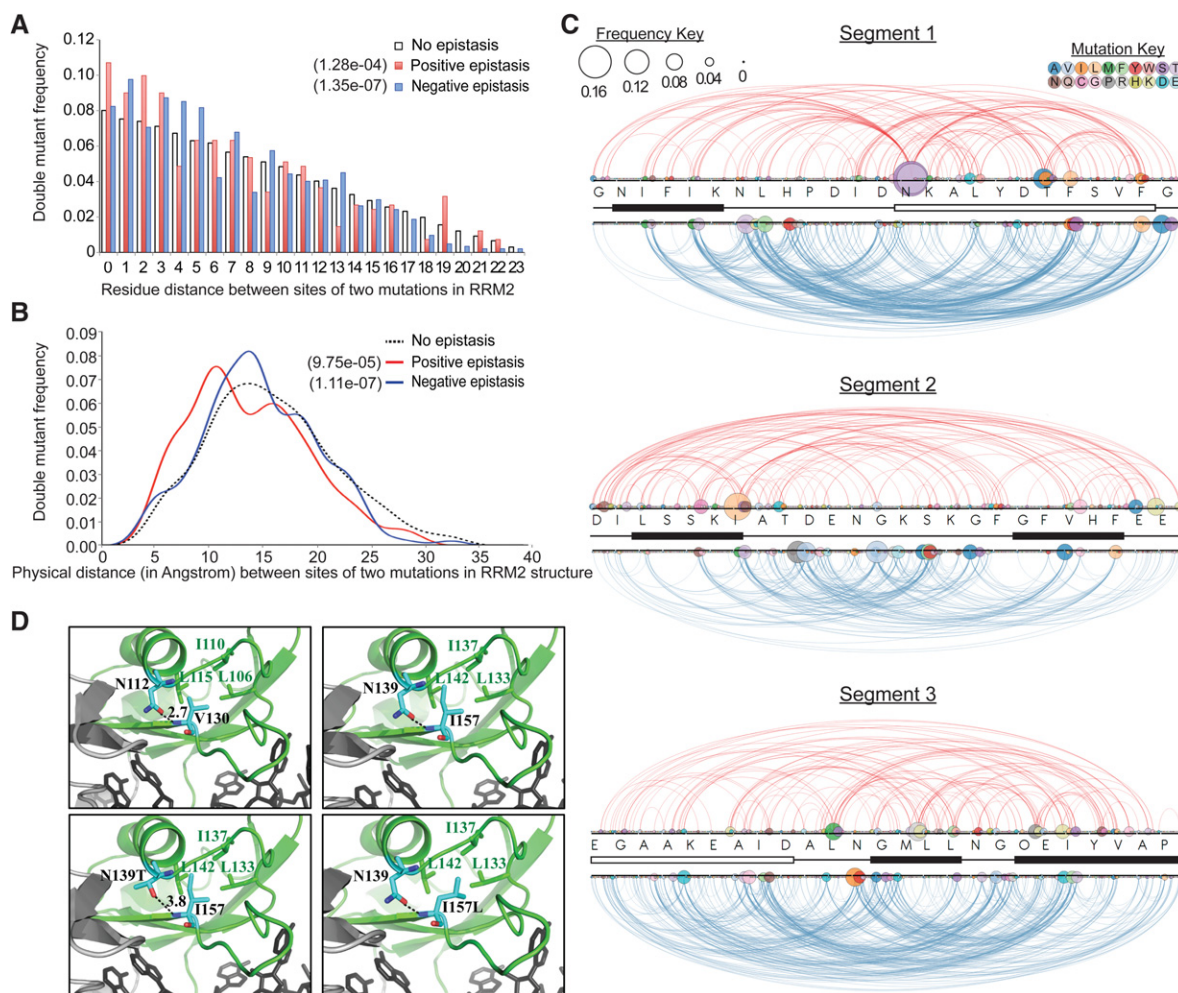 A
0.12
0.10
0.08
0.06
0.04
0.02
0
Double mutant frequency
No epistasis
(1.28e-04) Positive epistasis
(1.35e-07) Negative epistasis
0 1 2 3 4 5 6 7 8 9 10 11 12 13 14 15 16 17 18 19 20 21 22 23
Residue distance between sites of two mutations in RRM2
B
0.09
0.08
0.07
0.06
0.05
0.04
0.03
0.02
0.01
0.00
Double mutant frequency
No epistasis
(9.75e-05) Positive epistasis
(1.11e-07) Negative epistasis
0 5 10 15 20 25 30 35 40
Physical distance (in Angstrom) between sites of two mutations in RRM2 structure
C
Frequency Key
0.16 0.12 0.08 0.04 0
Segment 1
Mutation Key
A V I L M F Y W S T
N Q C G P R H K D E
G N I F I K N L H P D I D N K A L Y D T F S V F G
Segment 2
D I L S S K I A T D E N G K S K G F G F V H F E E
Segment 3
E G A A K E A I D A L N G M L L N G O E I Y V A P
D
I110
N112 L115 L106
2.7
V130
I137
N139
L142 L133
I157
I137
N139T L142 L133
3.8
I157
I137
N139 L142 L133
I157L